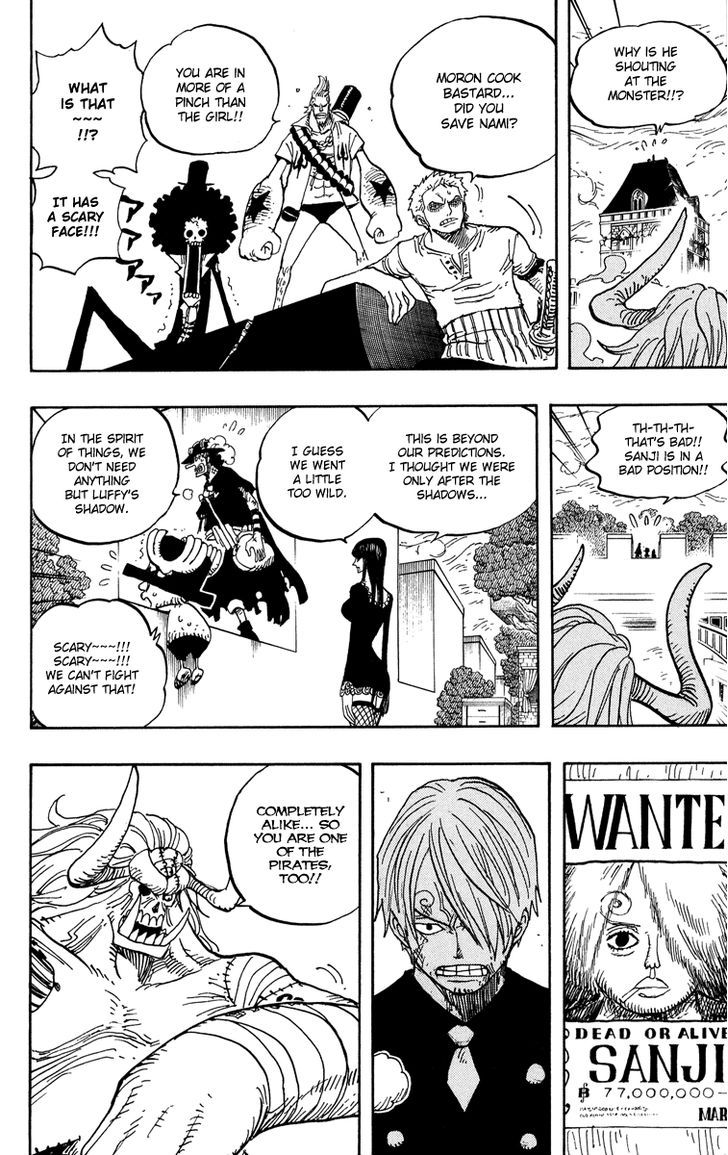 WHY IS HE
SHOUTING
AT THE
MONSTER!!?
MORON COOK
BASTARD...
DID YOU
SAVE NAMI?
YOU ARE IN
MORE OF A
PINCH THAN
THE GIRL!!
WHAT
IS THAT
~~~
!!?
IT HAS
A SCARY
FACE!!!
TH-TH-TH-
THAT'S BAD!!
SANJI IS IN A
BAD POSITION!!
THIS IS BEYOND
OUR PREDICTIONS.
I THOUGHT WE WERE
ONLY AFTER THE
SHADOWS...
I GUESS
WE WENT
A LITTLE
TOO WILD.
IN THE SPIRIT
OF THINGS, WE
DON'T NEED
ANYTHING
BUT LUFFY'S
SHADOW.
SCARY~~~!!!
SCARY~~~!!!
WE CAN'T FIGHT
AGAINST THAT!
WANTE
DEAD OR ALIVE
SANJI
฿ 77,000,000-
MAR
COMPLETELY
ALIKE... SO
YOU ARE ONE
OF THE
PIRATES,
TOO!!